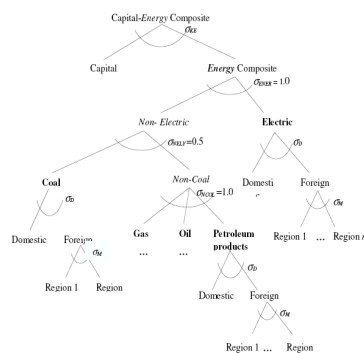 Capital-Energy Composite
σKE
Capital
Energy Composite
σENER = 1.0
Non- Electric
Electric
σNELY=0.5
σD
Coal
Non-Coal
Domesti
Foreign
σD
σNCOL=1.0
σM
Domestic
Foreign
Gas
Oil
Petroleum
products
Region 1 ... Region n
... ...
σM
σD
Region 1
Region
Domestic
Foreign
σM
Region 1 ... Region